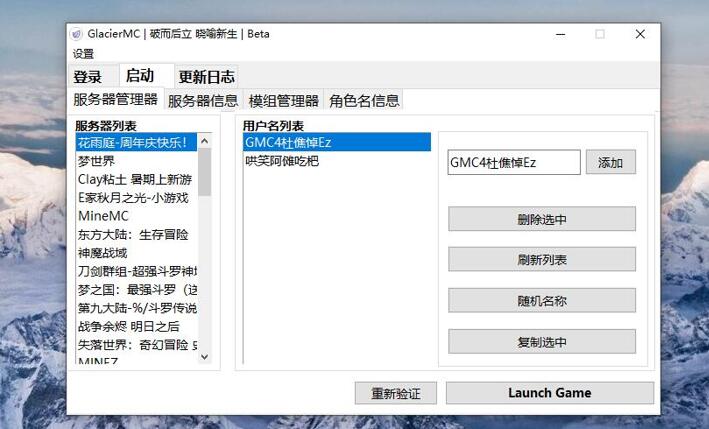 GlacierMC | 破而后立 晓喻新生 | Beta
设置
登录 启动 更新日志
服务器管理器 服务器信息 模组管理器 角色名信息
服务器列表
花雨庭-周年庆快乐!
梦世界
Clay粘土 暑期上新游
E家秋月之光-小游戏
MineMC
东方大陆：生存冒险
神魔战域
刀剑群组-超强斗罗神
梦之国：最强斗罗（送
第九大陆-%/斗罗传说
战争余烬 明日之后
失落世界：奇幻冒险
MINEZ
用户名列表
GMC4杜僬悼Ez
哄笑阿傩吃杷
GMC4杜僬悼Ez 添加
删除选中
刷新列表
随机名称
复制选中
重新验证 Launch Game